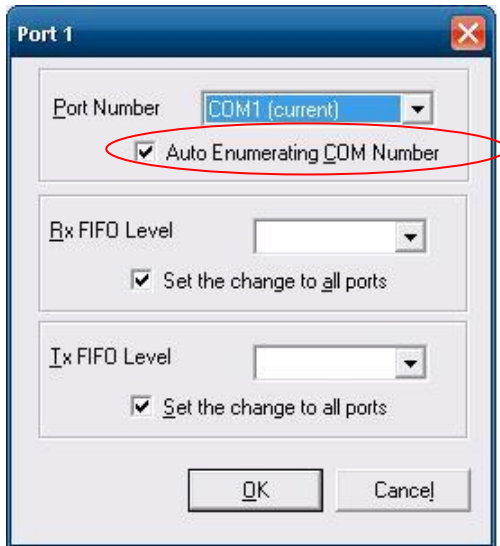 Port 1
Port Number COM1 (current)
Auto Enumerating COM Number
Rx FIFO Level
Set the change to all ports
Tx FIFO Level
Set the change to all ports
OK Cancel